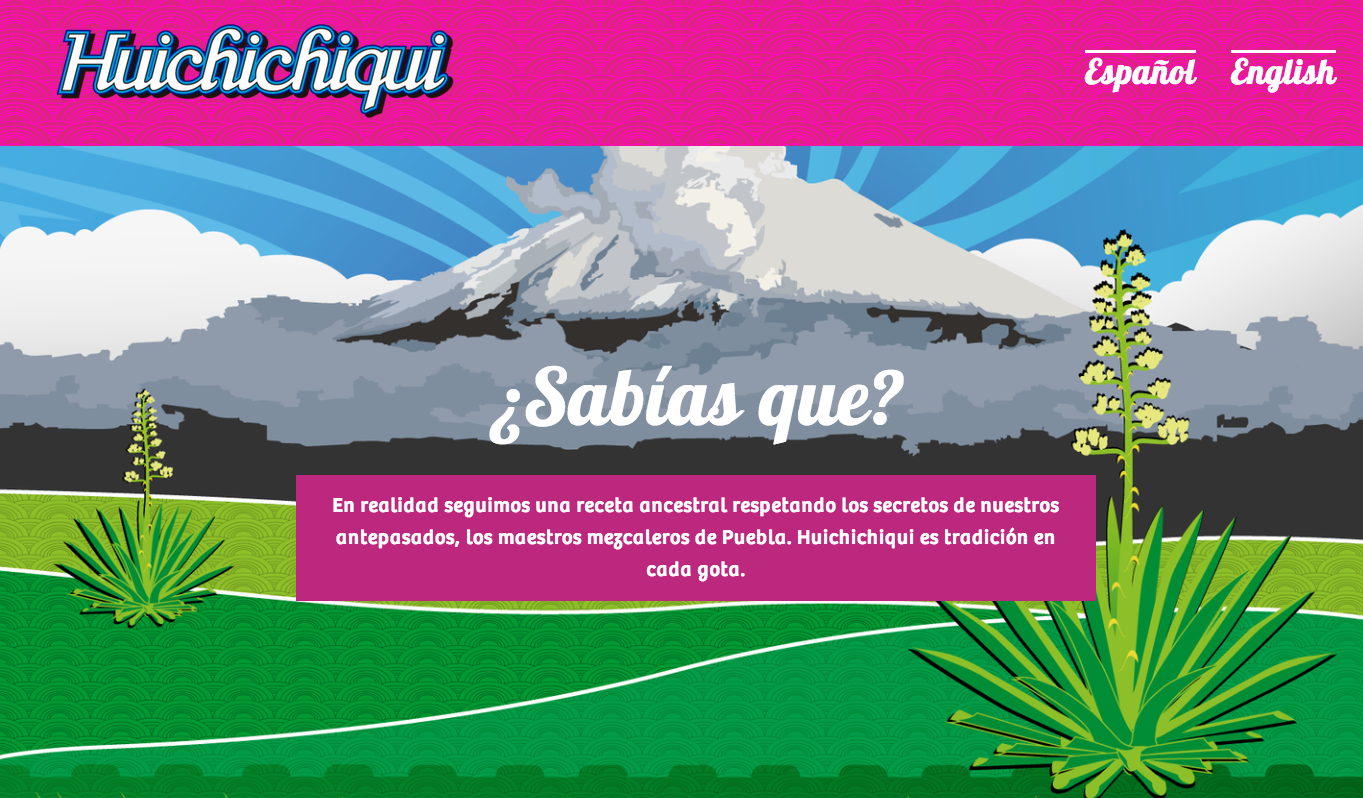 Huichichiqui
Español English
¿Sabías que?
En realidad seguimos una receta ancestral respetando los secretos de nuestros
antepasados, los maestros mezcaleros de Puebla. Huichichiqui es tradición en
cada gota.